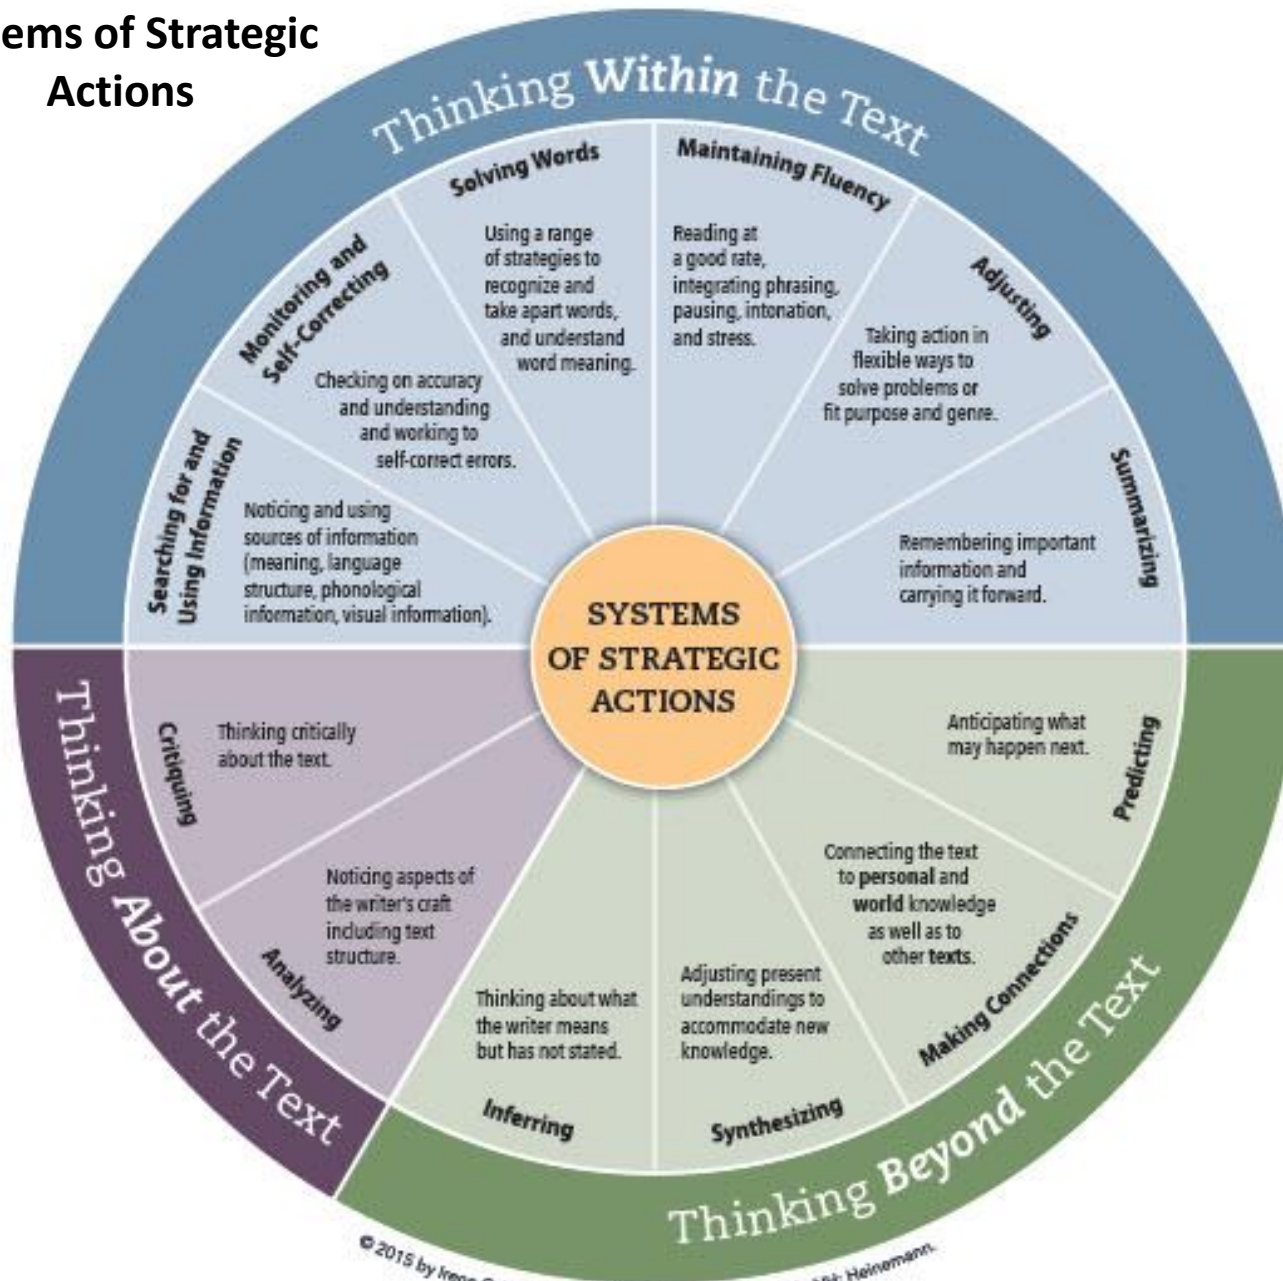 ems of Strategic
Actions
Thinking Within the Text
Solving Words
Using a range
of strategies to
recognize and
take apart words,
and understand
word meaning.
Maintaining Fluency
Reading at
a good rate,
integrating phrasing,
pausing, intonation,
and stress.
Adjusting
Taking action in
flexible ways to
solve problems or
fit purpose and genre.
Summarizing
Remembering important
information and
carrying it forward.
Monitoring and
Self-Correcting
Checking on accuracy
and understanding
and working to
self-correct errors.
Searching for and
Using Information
Noticing and using
sources of information
(meaning, language
structure, phonological
information, visual information).
SYSTEMS
OF STRATEGIC
ACTIONS
Thinking Beyond the Text
Predicting
Anticipating what
may happen next.
Making Connections
Connecting the text
to personal and
world knowledge
as well as to
other texts.
Synthesizing
Adjusting present
understandings to
accommodate new
knowledge.
Inferring
Thinking about what
the writer means
but has not stated.
Thinking About the Text
Analyzing
Noticing aspects of
the writer's craft
including text
structure.
Critiquing
Thinking critically
about the text.
© 2015 by Heinemann.